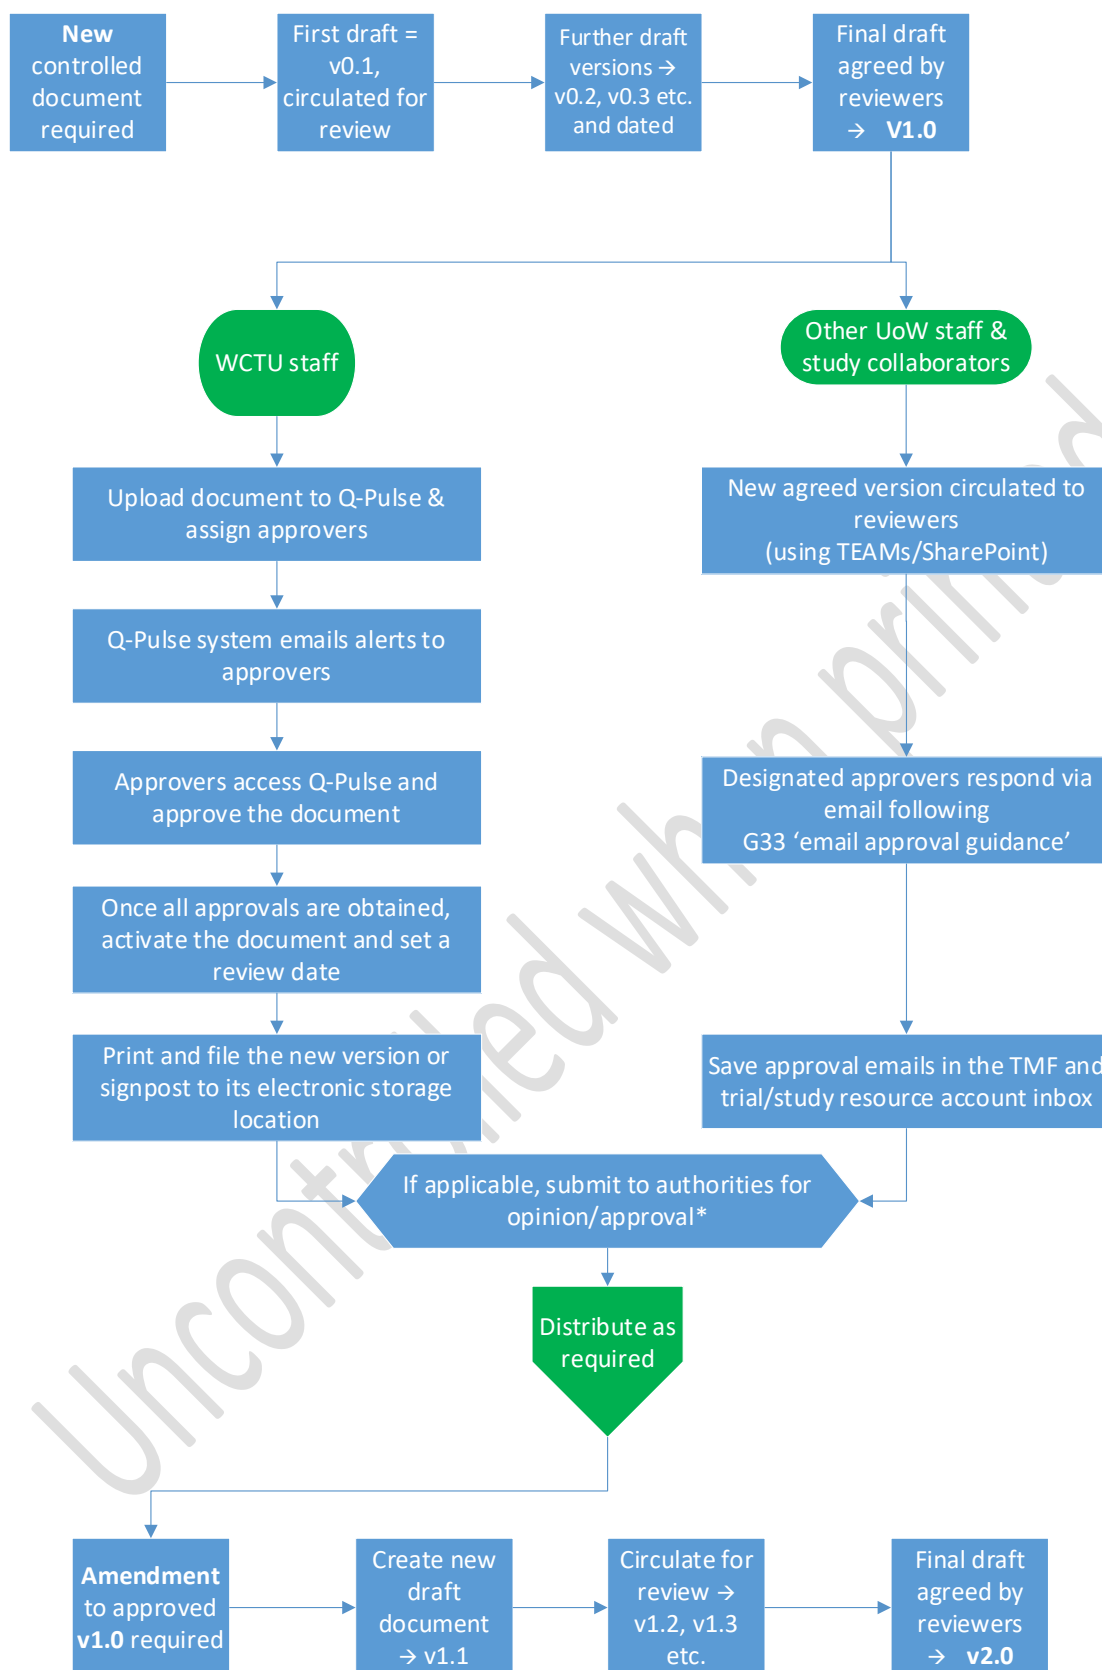 New
controlled
document
required
First draft =
v0.1,
circulated for
review
Further draft
versions →
v0.2, v0.3 etc.
and dated
Final draft
agreed by
reviewers
→ V1.0
WCTU staff
Other UoW staff &
study collaborators
Upload document to Q-Pulse &
assign approvers
New agreed version circulated to
reviewers
(using TEAMs/SharePoint)
Q-Pulse system emails alerts to
approvers
Approvers access Q-Pulse and
approve the document
Designated approvers respond via
email following
G33 ‘email approval guidance’
Once all approvals are obtained,
activate the document and set a
review date
Print and file the new version or
signpost to its electronic storage
location
Save approval emails in the TMF and
trial/study resource account inbox
If applicable, submit to authorities for
opinion/approval*
Distribute as
required
Amendment
to approved
v1.0 required
Create new
draft
document
→ v1.1
Circulate for
review →
v1.2, v1.3
etc.
Final draft
agreed by
reviewers
→ v2.0
Uncontrolled when printed